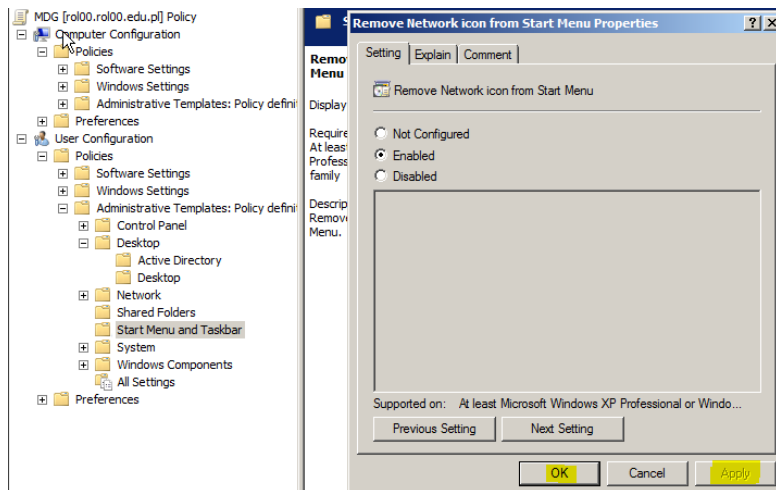 MDG [rol00.rol00.edu.pl] Policy
Computer Configuration
Policies
Software Settings
Windows Settings
Administrative Templates: Policy defini
Preferences
User Configuration
Policies
Software Settings
Windows Settings
Administrative Templates: Policy defini
Control Panel
Desktop
Active Directory
Desktop
Network
Shared Folders
Start Menu and Taskbar
System
Windows Components
All Settings
Preferences
S
Remo
Menu
Display
Require
At least
Profess
family
Descrip
Remove
Menu.
Remove Network icon from Start Menu Properties
Setting Explain Comment
Remove Network icon from Start Menu
Not Configured
Enabled
Disabled
Supported on: At least Microsoft Windows XP Professional or Windo...
Previous Setting Next Setting
OK Cancel Apply